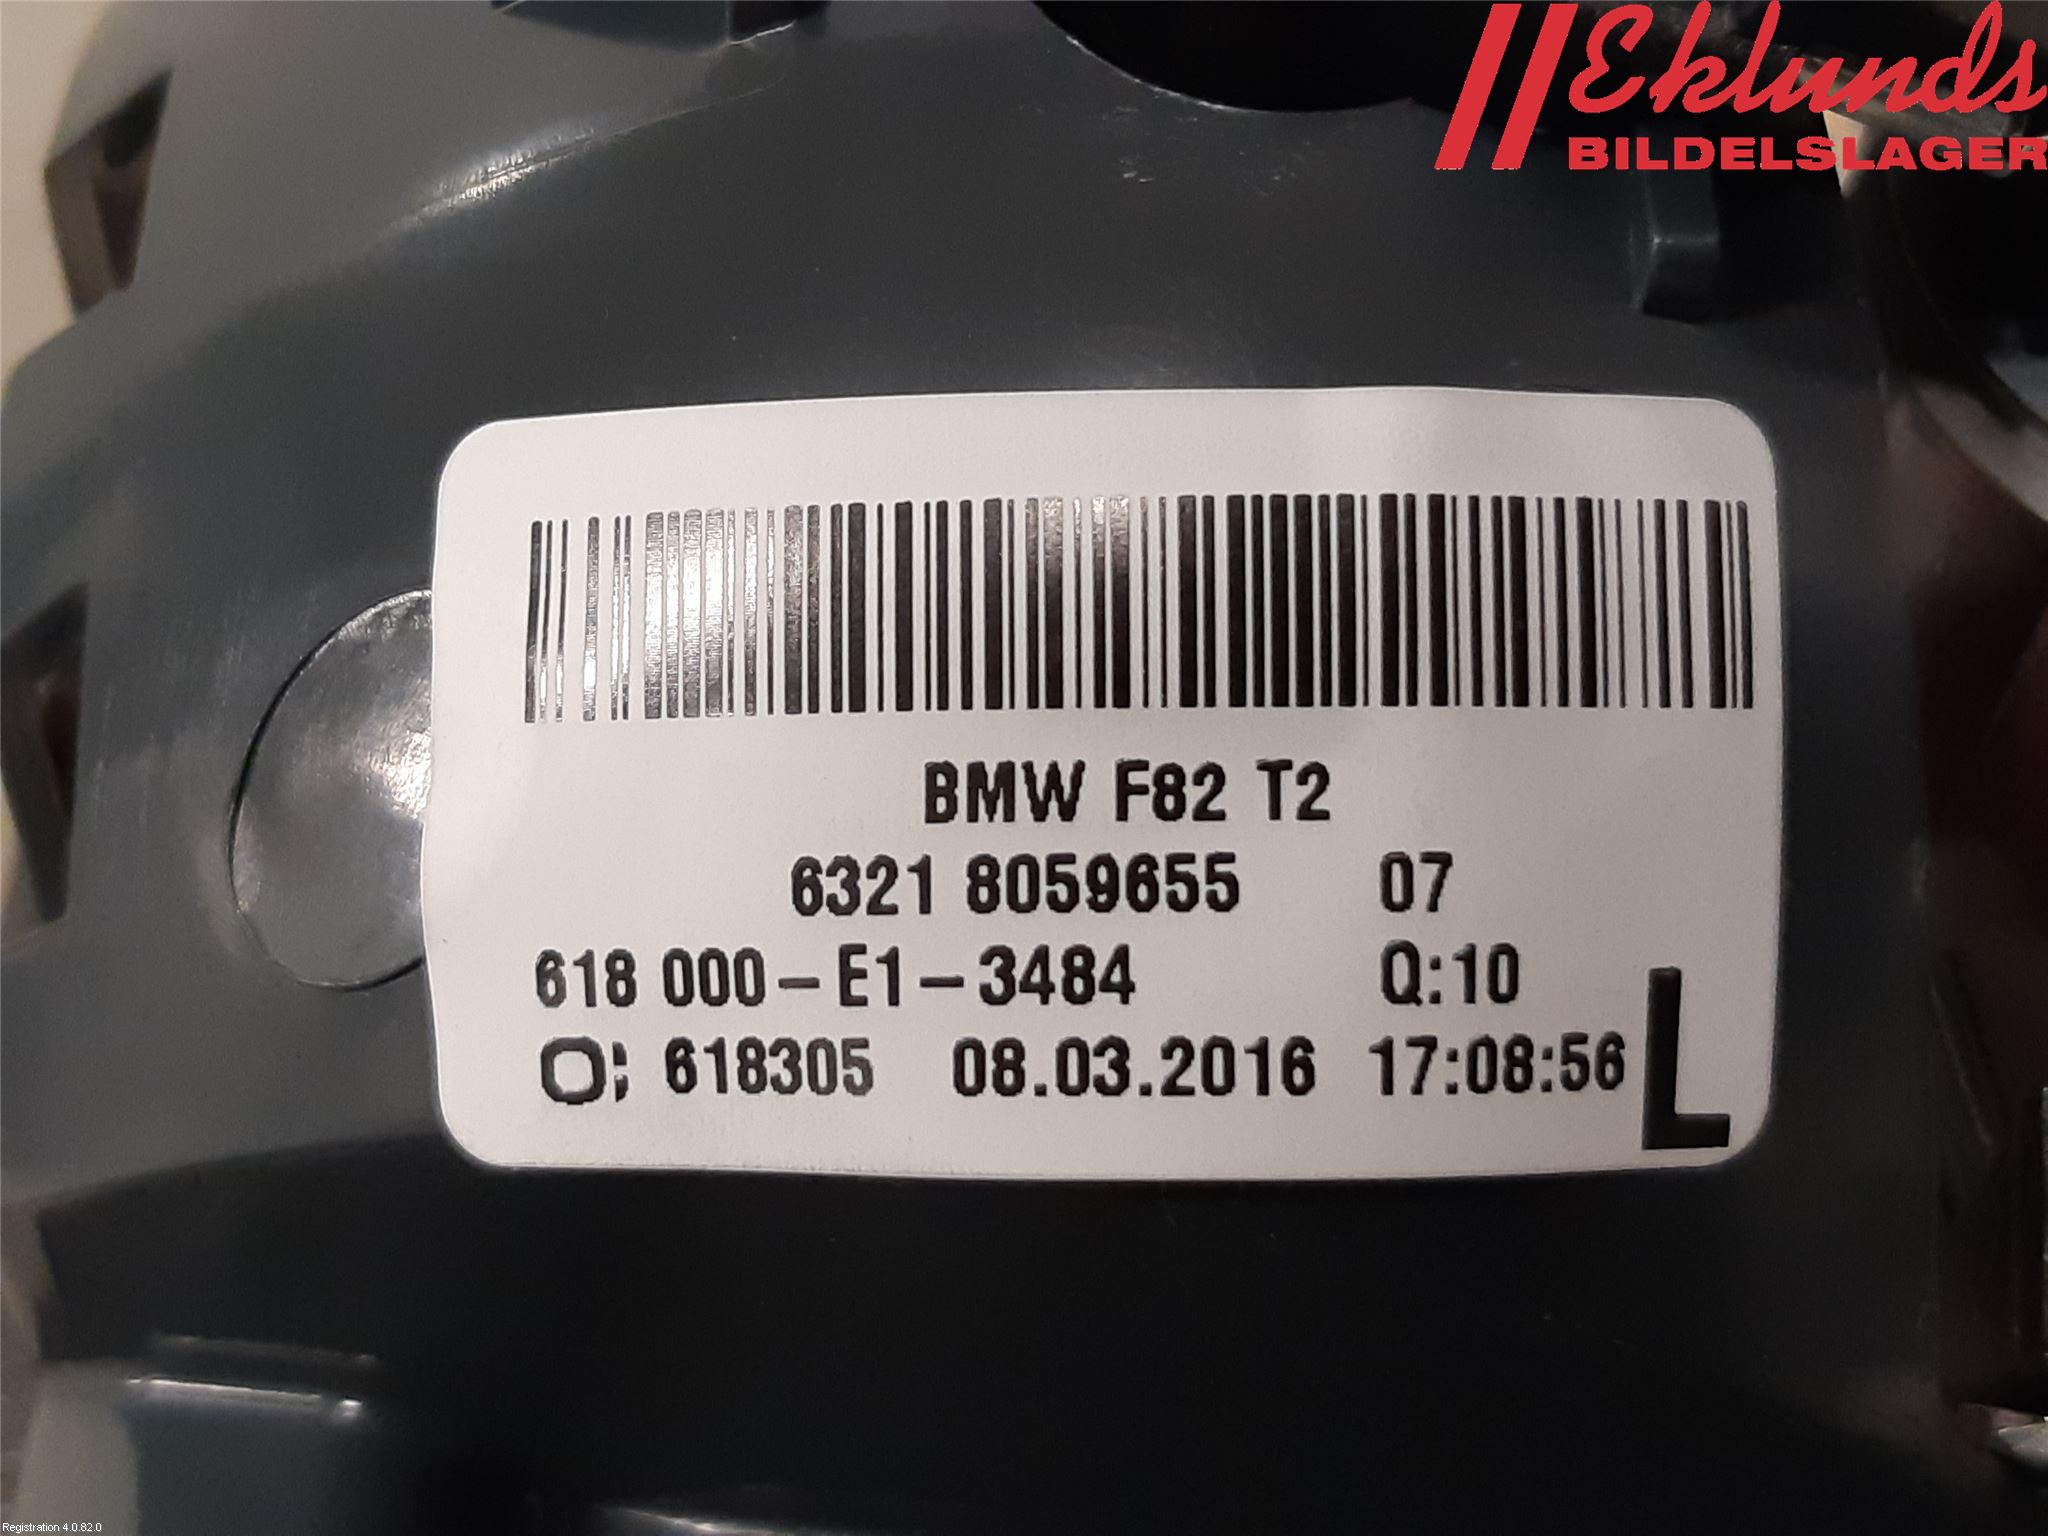 Eklunds
BILDELSLAGER
BMW F82 T2
6321 8059655 07
618 000-E1-3484 Q:10
O; 618305 08.03.2016 17:08:56
L
Registration 4.0.82.0